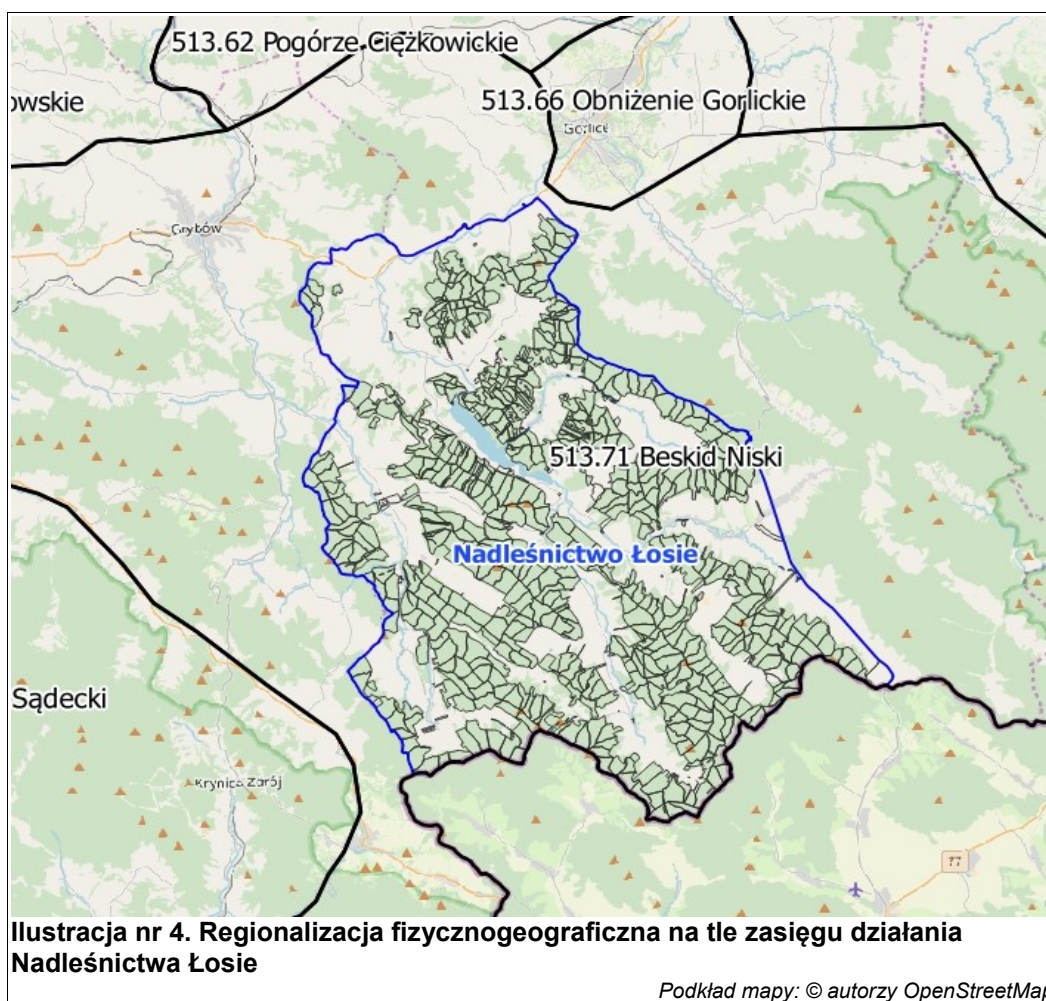 513.62 Pogórze Ciężkowickie
owskie
513.66 Obniżenie Gorlickie
Gorlice
Grybów
513.71 Beskid Niski
Nadleśnictwo Łosie
Sądecki
Krynica Zdrój
77
Ilustracja nr 4. Regionalizacja fizycznogeograficzna na tle zasięgu działania
Nadleśnictwa Łosie
Podkład mapy: © autorzy OpenStreetMap